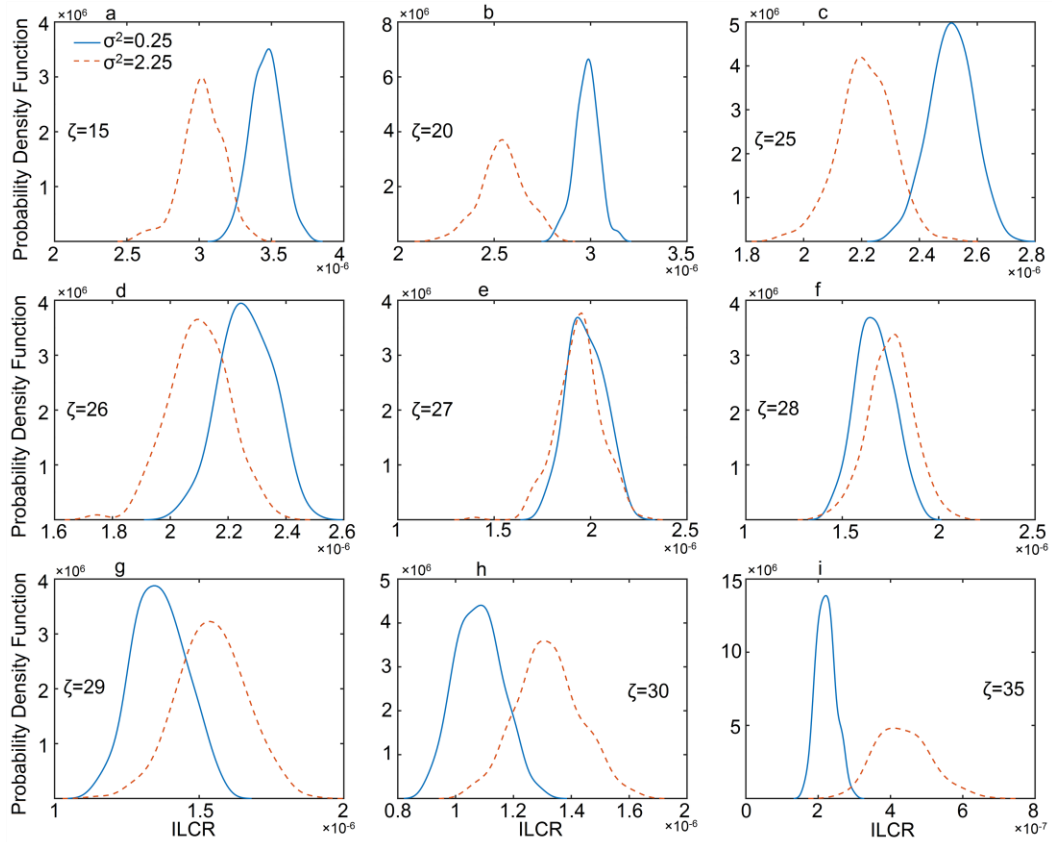 ×10⁶ a
4
3
2
1
Probability Density Function
σ²=0.25
σ²=2.25
ζ=15
2 2.5 3 3.5 4
×10⁻⁶
×10⁶ b
8
6
4
2
ζ=20
2 2.5 3 3.5
×10⁻⁶
×10⁶ c
5
4
3
2
1
ζ=25
1.8 2 2.2 2.4 2.6 2.8
×10⁻⁶
×10⁶ d
4
3
2
1
Probability Density Function
ζ=26
1.6 1.8 2 2.2 2.4 2.6
×10⁻⁶
×10⁶ e
4
3
2
1
ζ=27
1 1.5 2 2.5
×10⁻⁶
×10⁶ f
4
3
2
1
ζ=28
1 1.5 2 2.5
×10⁻⁶
×10⁶ g
4
3
2
1
Probability Density Function
ζ=29
1 1.5 2
ILCR ×10⁻⁶
×10⁶ h
5
4
3
2
1
ζ=30
0.8 1 1.2 1.4 1.6 1.8 2
ILCR ×10⁻⁶
×10⁶ i
15
10
5
ζ=35
0 2 4 6 8
ILCR ×10⁻⁷